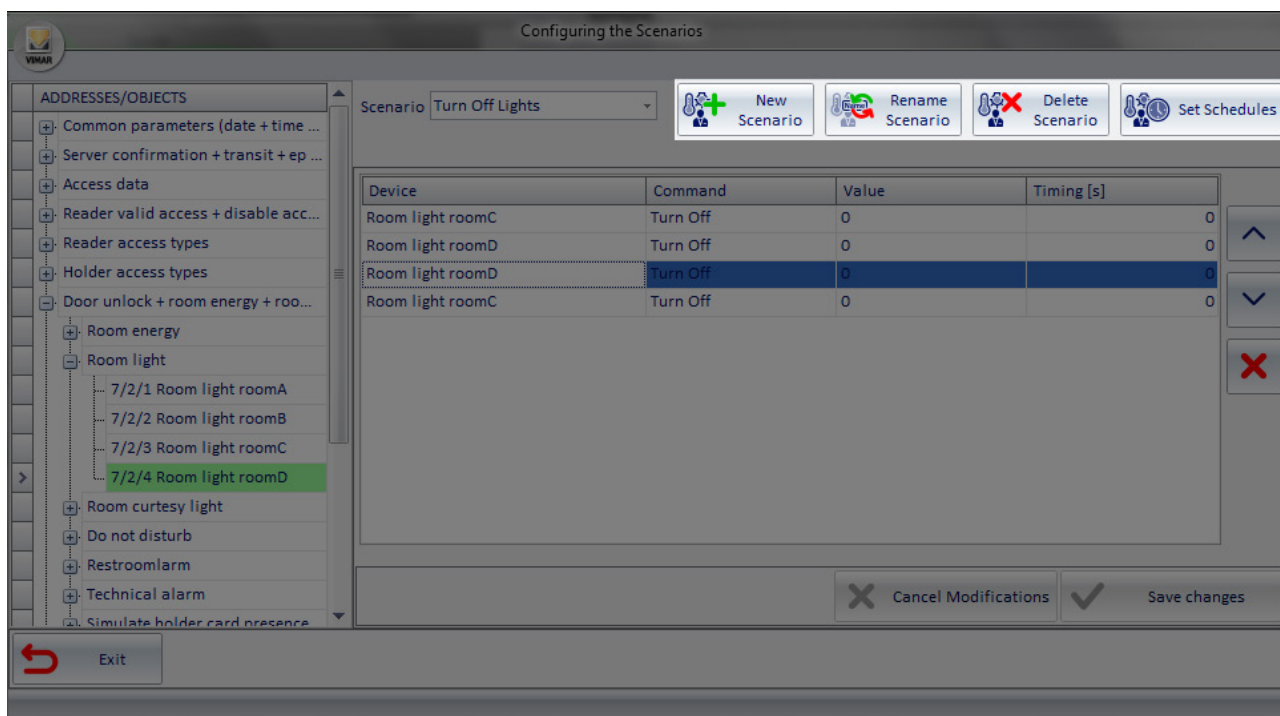 Configuring the Scenarios
VIMAR
ADDRESSES/OBJECTS
Common parameters (date + time ...
Server confirmation + transit + ep ...
Access data
Reader valid access + disable acc...
Reader access types
Holder access types
Door unlock + room energy + roo...
Room energy
Room light
7/2/1 Room light roomA
7/2/2 Room light roomB
7/2/3 Room light roomC
7/2/4 Room light roomD
Room curtesy light
Do not disturb
Restroomlarm
Technical alarm
Simulate holder card presence
Scenario Turn Off Lights
New
Scenario
Name
Rename
Scenario
Delete
Scenario
Set Schedules
Device Command Value Timing [s]
Room light roomC Turn Off 0 0
Room light roomD Turn Off 0 0
Room light roomD Turn Off 0 0
Room light roomC Turn Off 0 0
Cancel Modifications
Save changes
Exit